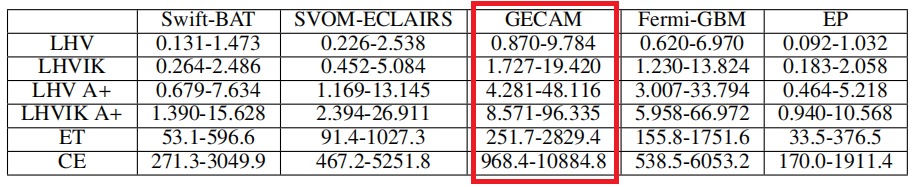 Swift-BAT SVOM-ECLAIRS GECAM Fermi-GBM EP
LHV 0.131-1.473 0.226-2.538 0.870-9.784 0.620-6.970 0.092-1.032
LHVIK 0.264-2.486 0.452-5.084 1.727-19.420 1.230-13.824 0.183-2.058
LHV A+ 0.679-7.634 1.169-13.145 4.281-48.116 3.007-33.794 0.464-5.218
LHVIK A+ 1.390-15.628 2.394-26.911 8.571-96.335 5.958-66.972 0.940-10.568
ET 53.1-596.6 91.4-1027.3 251.7-2829.4 155.8-1751.6 33.5-376.5
CE 271.3-3049.9 467.2-5251.8 968.4-10884.8 538.5-6053.2 170.0-1911.4